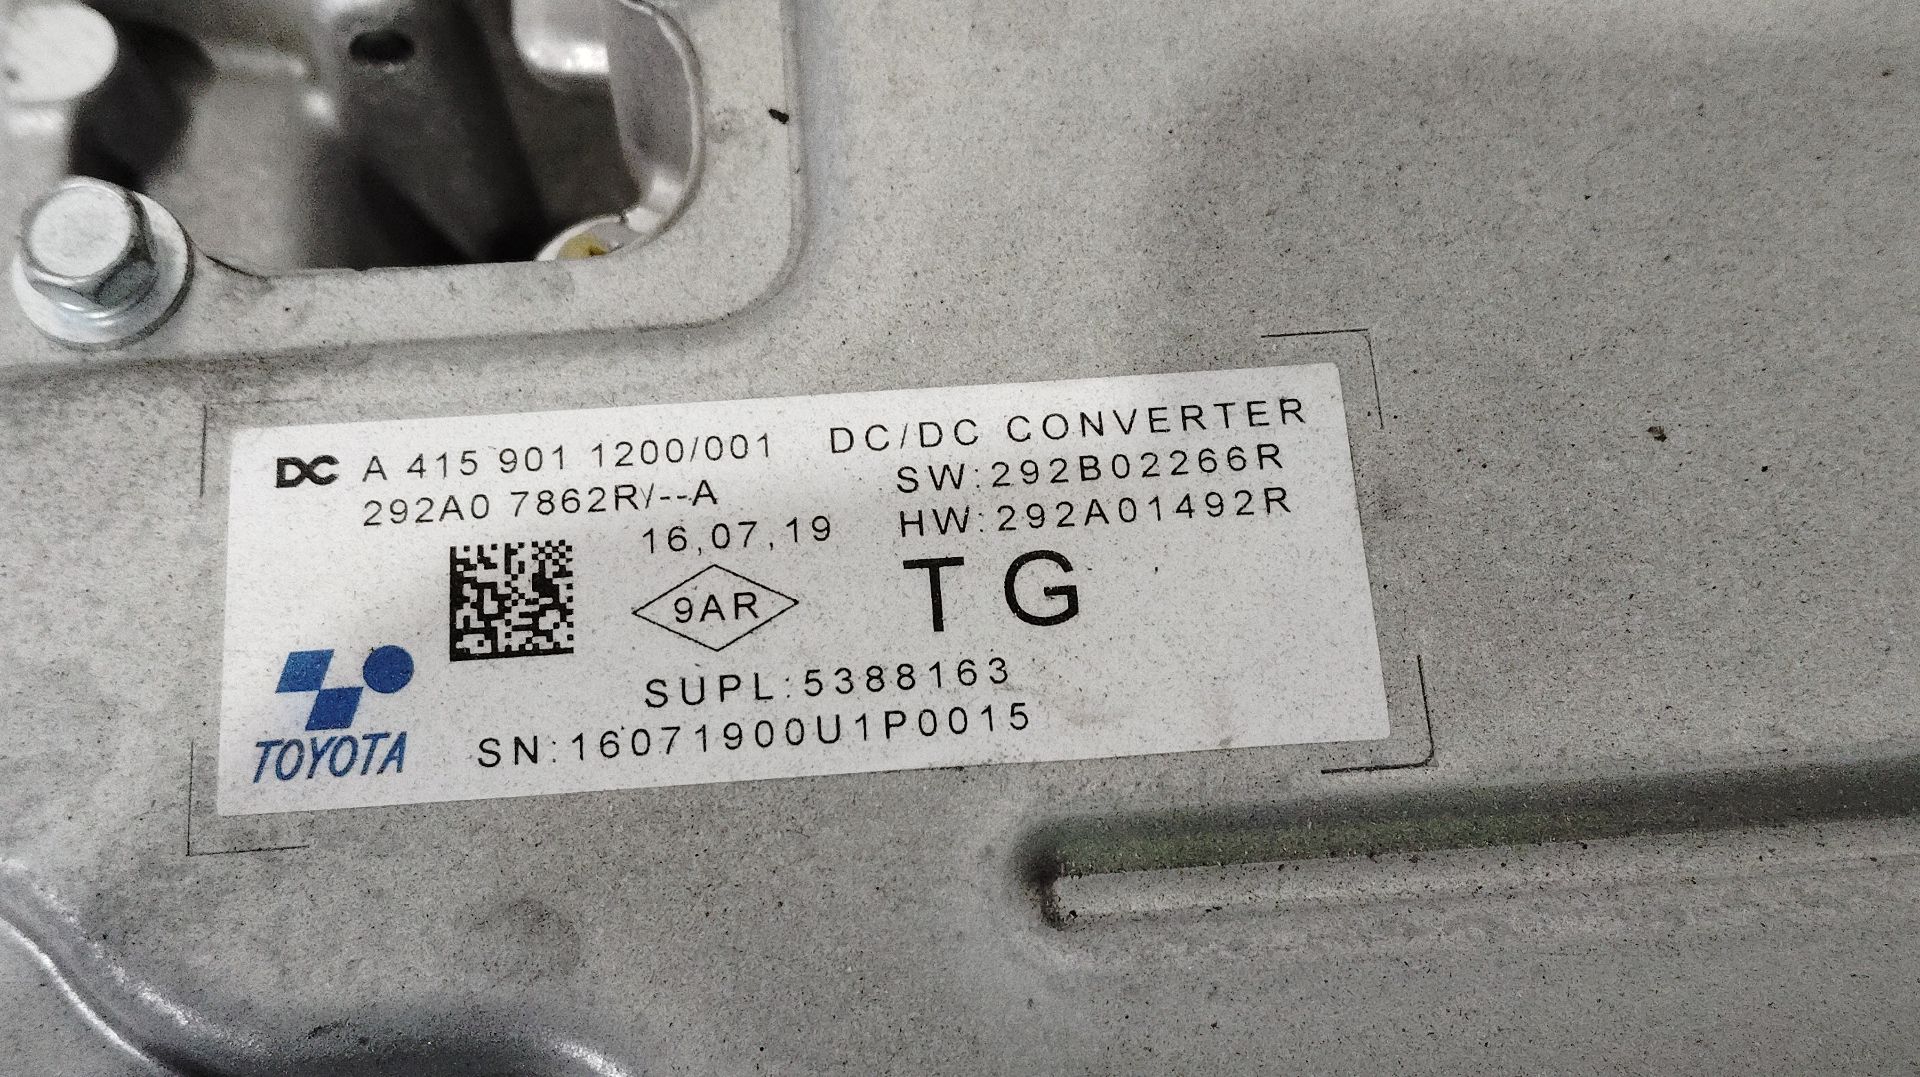 DC A 415 901 1200/001 DC/DC CONVERTER
292A0 7862R/--A SW:292B02266R
16,07,19 HW:292A01492R
9AR TG
SUPL:5388163
TOYOTA SN:16071900U1P0015